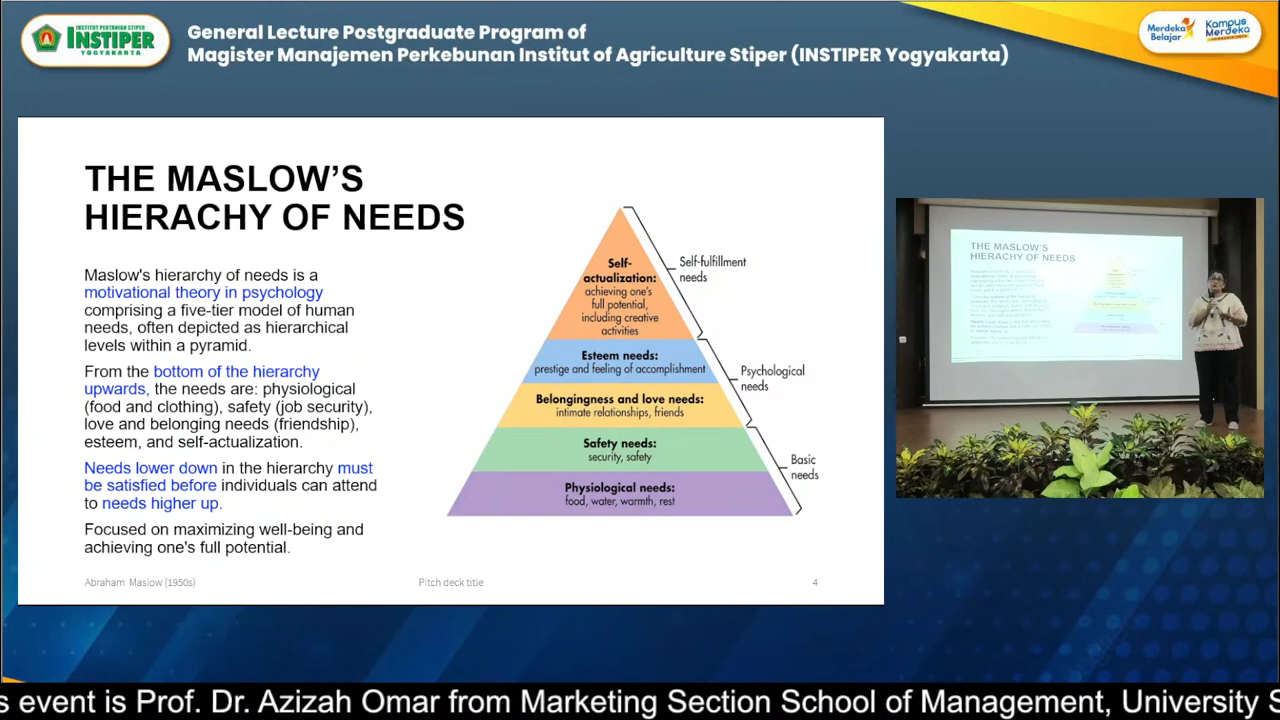 INSTITUT PERTANIAN STIPER
INSTIPER
YOGYAKARTA
General Lecture Postgraduate Program of
Magister Manajemen Perkebunan Institut of Agriculture Stiper (INSTIPER Yogyakarta)
Merdeka
Belajar
Kampus
Merdeka
THE MASLOW'S
HIERACHY OF NEEDS
Maslow's hierarchy of needs is a
motivational theory in psychology
comprising a five-tier model of human
needs, often depicted as hierarchical
levels within a pyramid.
From the bottom of the hierarchy
upwards, the needs are: physiological
(food and clothing), safety (job security),
love and belonging needs (friendship),
esteem, and self-actualization.
Needs lower down in the hierarchy must
be satisfied before individuals can attend
to needs higher up.
Focused on maximizing well-being and
achieving one's full potential.
Self-
actualization:
achieving one's
full potential,
including creative
activities
Esteem needs:
prestige and feeling of accomplishment
Belongingness and love needs:
intimate relationships, friends
Safety needs:
security, safety
Physiological needs:
food, water, warmth, rest
Self-fulfillment
needs
Psychological
needs
Basic
needs
Abraham Maslow (1950s)
Pitch deck title
4
THE MASLOW'S
HIERACHY OF NEEDS
s event is Prof. Dr. Azizah Omar from Marketing Section School of Management, University S